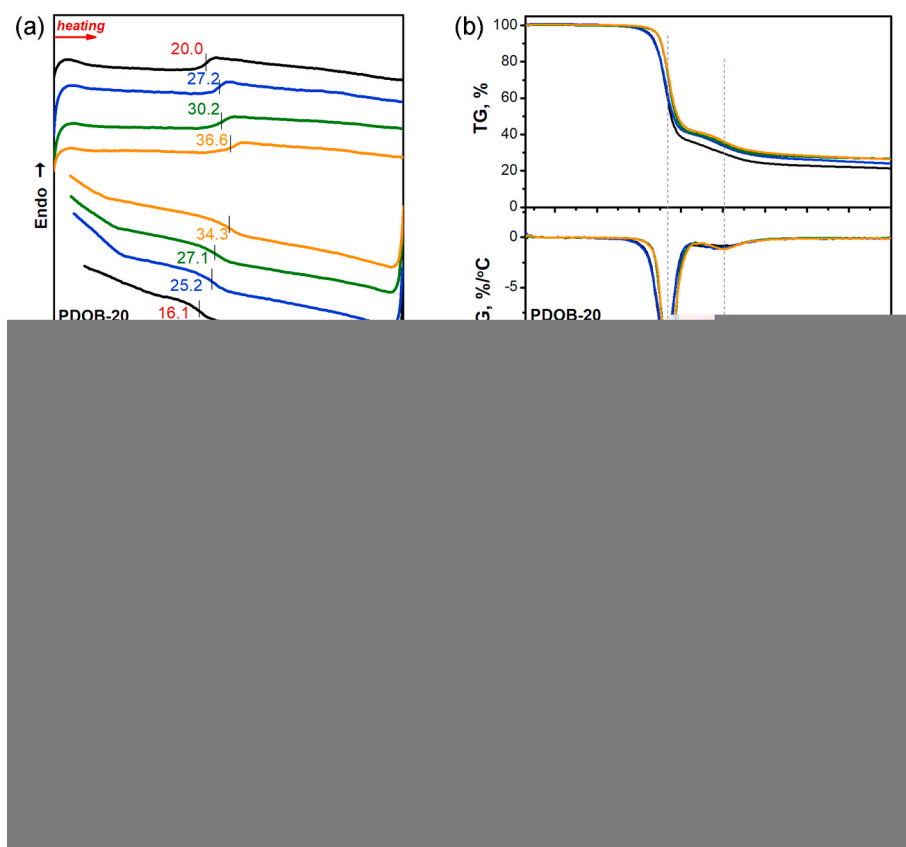 (a)
heating
20.0
27.2
30.2
36.6
Endo →
34.3
27.1
25.2
16.1
PDOB-20
(b)
100
80
60
40
20
0
TG, %
0
-5
G, %/°C
PDOB-20